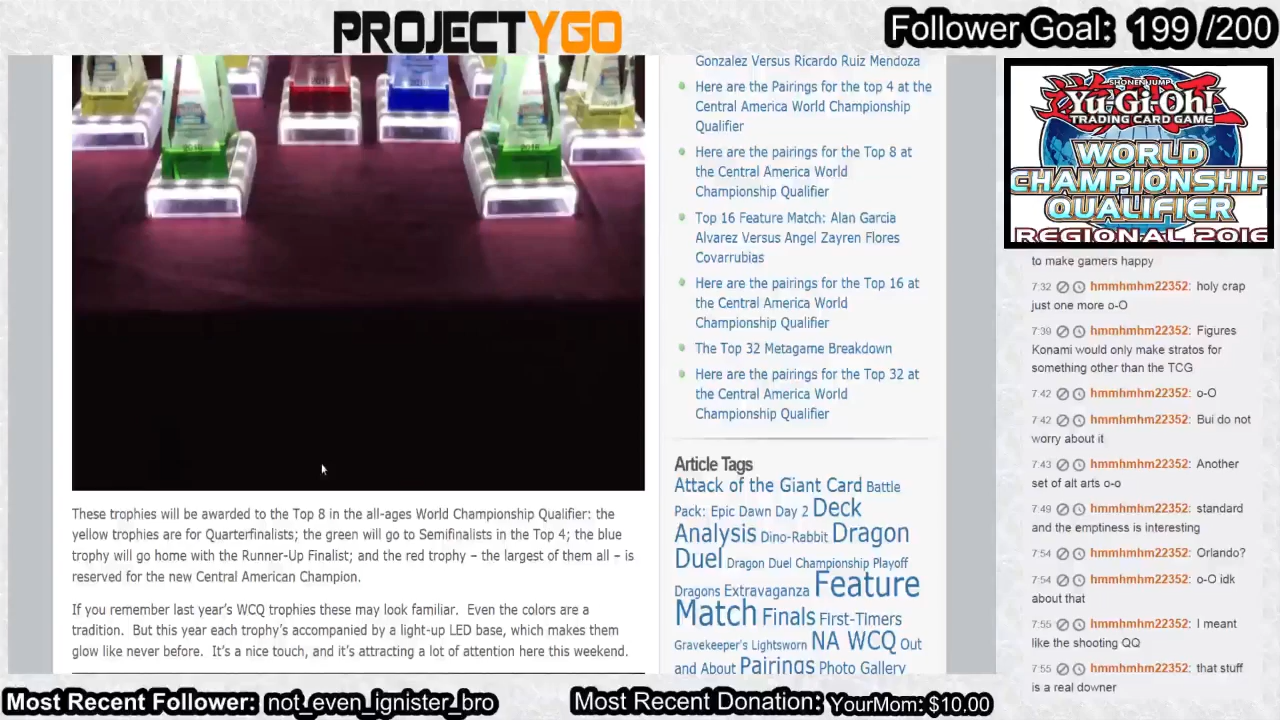 PROJECTYGO
Follower Goal: 199 /200
2016
2016
These trophies will be awarded to the Top 8 in the all-ages World Championship Qualifier: the
yellow trophies are for Quarterfinalists; the green will go to Semifinalists in the Top 4; the blue
trophy will go home with the Runner-Up Finalist; and the red trophy – the largest of them all – is
reserved for the new Central American Champion.
If you remember last year's WCQ trophies these may look familiar. Even the colors are a
tradition. But this year each trophy's accompanied by a light-up LED base, which makes them
glow like never before. It's a nice touch, and it's attracting a lot of attention here this weekend.
Gonzalez Versus Ricardo Ruiz Mendoza
Here are the Pairings for the top 4 at the
Central America World Championship
Qualifier
Here are the pairings for the Top 8 at
the Central America World
Championship Qualifier
Top 16 Feature Match: Alan Garcia
Alvarez Versus Angel Zayren Flores
Covarrubias
Here are the pairings for the Top 16 at
the Central America World
Championship Qualifier
The Top 32 Metagame Breakdown
Here are the pairings for the Top 32 at
the Central America World
Championship Qualifier
Article Tags
Attack of the Giant Card Battle
Pack: Epic Dawn Day 2 Deck
Analysis Dino-Rabbit Dragon
Duel Dragon Duel Championship Playoff
Dragons Extravaganza Feature
Match Finals First-Timers
Gravekeeper's Lightsworn NA WCQ Out
and About Pairings Photo Gallery
SHONEN JUMP
Yu-Gi-Oh!
TRADING CARD GAME
WORLD
CHAMPIONSHIP
QUALIFIER
REGIONAL 2016
to make gamers happy
7:32 hmmhmhm22352: holy crap
just one more o-O
7:39 hmmhmhm22352: Figures
Konami would only make stratos for
something other than the TCG
7:42 hmmhmhm22352: o-O
7:42 hmmhmhm22352: Bui do not
worry about it
7:43 hmmhmhm22352: Another
set of alt arts o-o
7:49 hmmhmhm22352: standard
and the emptiness is interesting
7:54 hmmhmhm22352: Orlando?
7:54 hmmhmhm22352: o-O idk
about that
7:55 hmmhmhm22352: I meant
like the shooting QQ
7:55 hmmhmhm22352: that stuff
is a real downer
Most Recent Follower: not_even_ignister_bro
Most Recent Donation: YourMom: $10.00